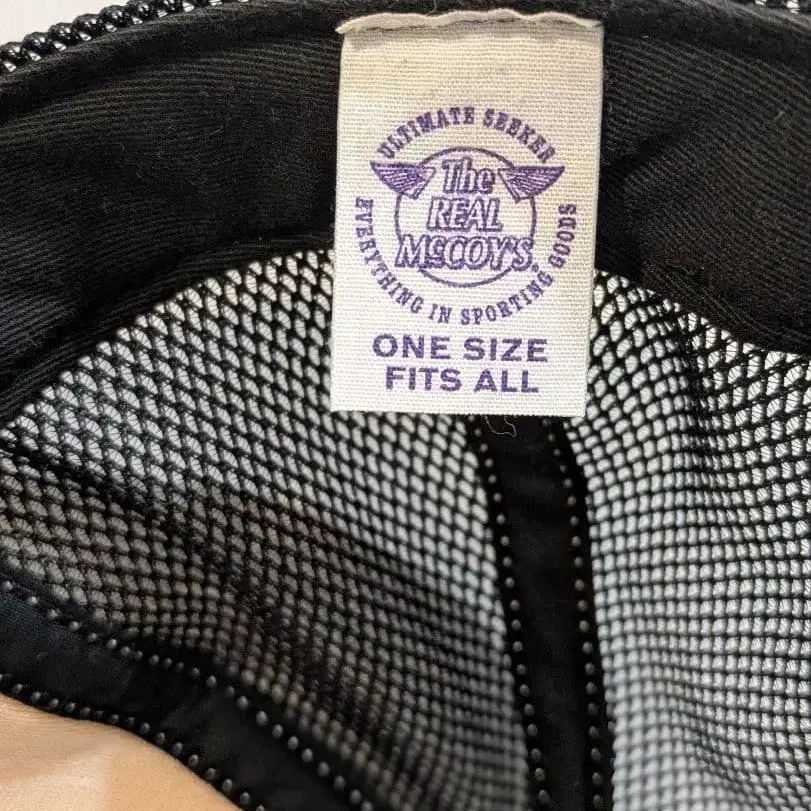 ULTIMATE SEEKER
The
REAL
McCOY'S
EVERYTHING IN SPORTING GOODS
ONE SIZE
FITS ALL